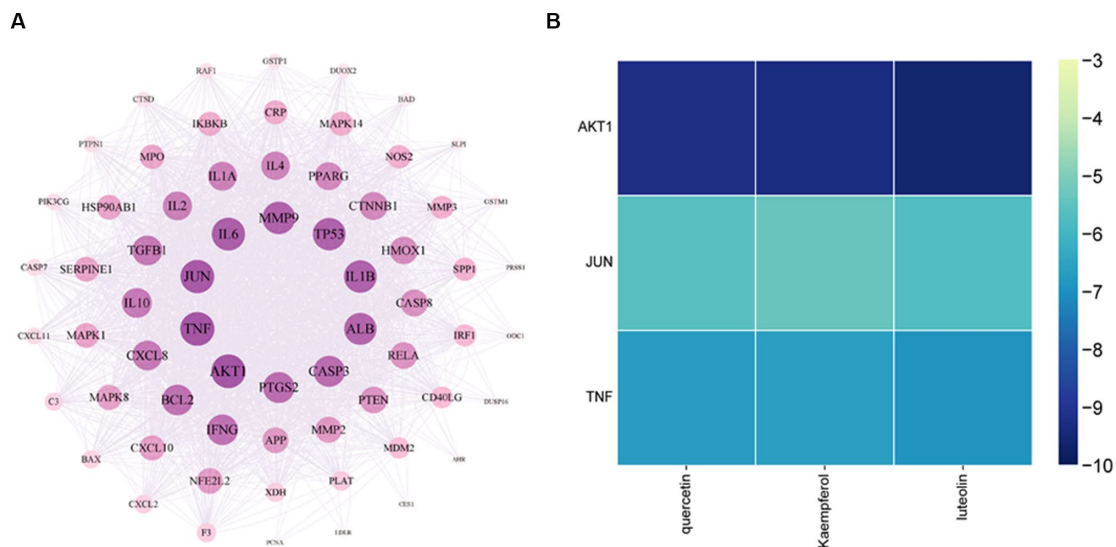 A
B
GSTP1
RAF1
DUOX2
CTSD
BAD
CRP
IKBKB
MAPK14
PTPN1
SLPI
MPO
NOS2
IL4
IL1A
PPARG
PIK3CG
HSP90AB1
IL2
CTNNB1
MMP3
GSTM1
MMP9
IL6
TP53
TGFB1
HMOX1
CASP7
SERPINE1
SPP1
PRSS1
JUN
IL1B
IL10
CASP8
TNF
ALB
CXCL11
MAPK1
IRF1
ODC1
CXCL8
RELA
AKT1
CASP3
PTGS2
C3
MAPK8
BCL2
PTEN
CD40LG
DUSP16
IFNG
MMP2
APP
CXCL10
MDM2
BAX
AHR
NFE2L2
PLAT
XDH
CXCL2
CES1
F3
LDLR
PCNA
AKT1
JUN
TNF
quercetin
Kaempferol
luteolin
−3
−4
−5
−6
−7
−8
−9
−10